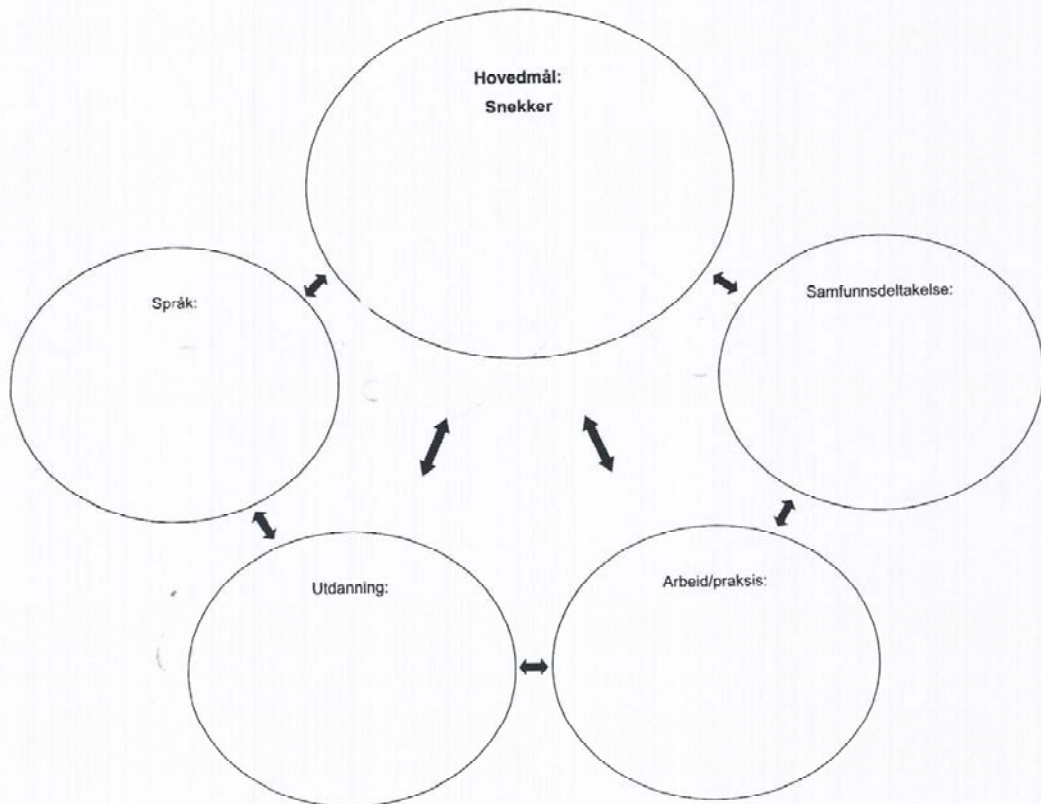 Hovedmål:
Snekker
Språk:
Samfunnsdeltakelse:
Utdanning:
Arbeid/praksis: